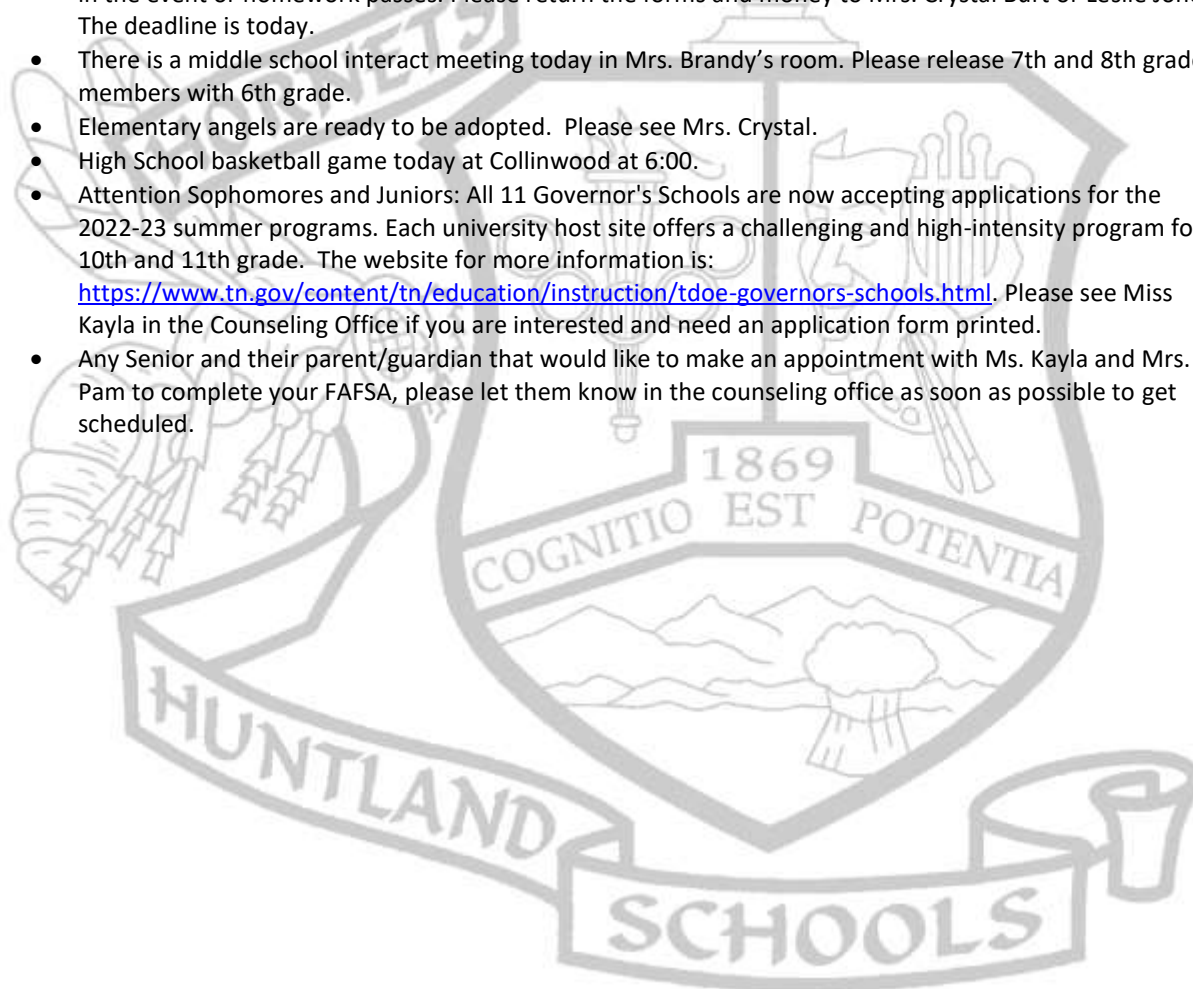 The deadline is today.
• There is a middle school interact meeting today in Mrs. Brandy’s room. Please release 7th and 8th grade
members with 6th grade.
• Elementary angels are ready to be adopted.  Please see Mrs. Crystal.
• High School basketball game today at Collinwood at 6:00.
• Attention Sophomores and Juniors: All 11 Governor's Schools are now accepting applications for the
2022-23 summer programs. Each university host site offers a challenging and high-intensity program
10th and 11th grade.  The website for more information is:
https://www.tn.gov/content/tn/education/instruction/tdoe-governors-schools.html. Please see Miss
Kayla in the Counseling Office if you are interested and need an application form printed.
• Any Senior and their parent/guardian that would like to make an appointment with Ms. Kayla and Mrs.
Pam to complete your FAFSA, please let them know in the counseling office as soon as possible to get
scheduled.
HORNETS
1869
COGNITIO EST POTENTIA
HUNTLAND
SCHOOLS